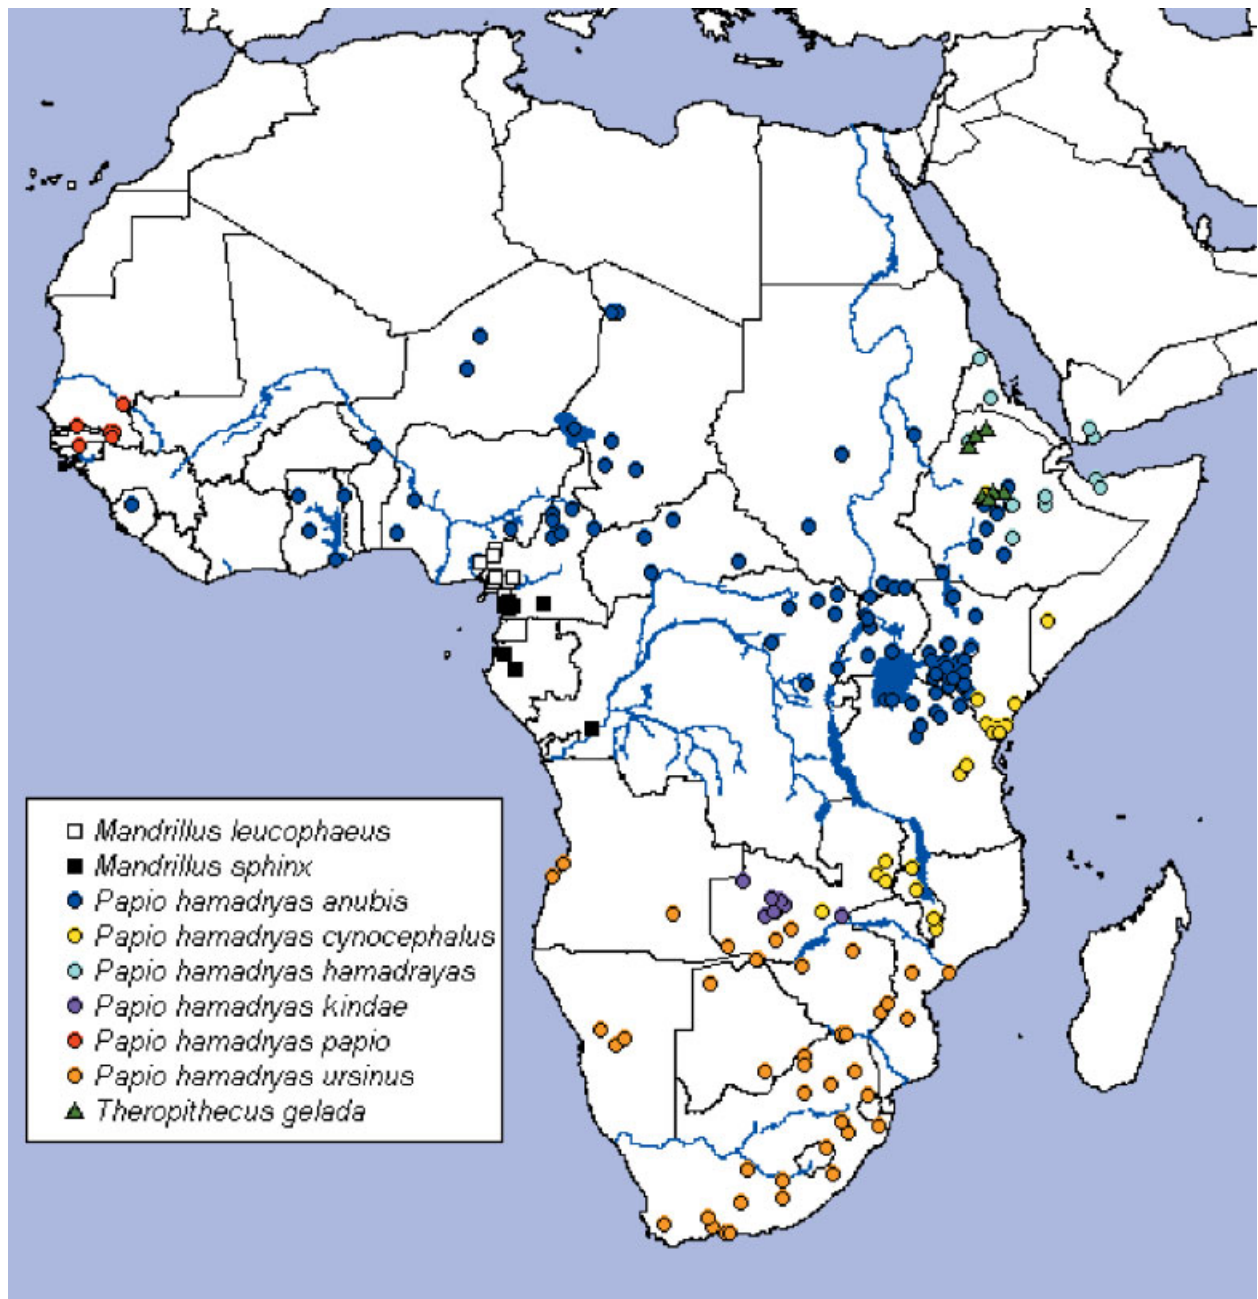 Mandrillus leucophaeus
Mandrillus sphinx
Papio hamadryas anubis
Papio hamadryas cynocephalus
Papio hamadryas hamadrayas
Papio hamadryas kindae
Papio hamadryas papio
Papio hamadryas ursinus
Theropithecus gelada